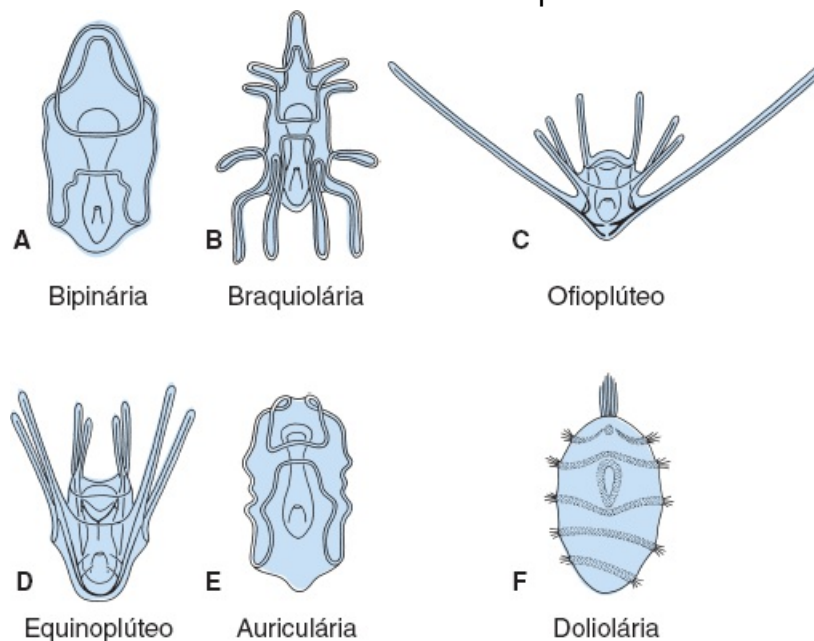 A
Bipinária
B
Braquiolária
C
Ofioplúteo
D
Equinoplúteo
E
Auriculária
F
Doliolária